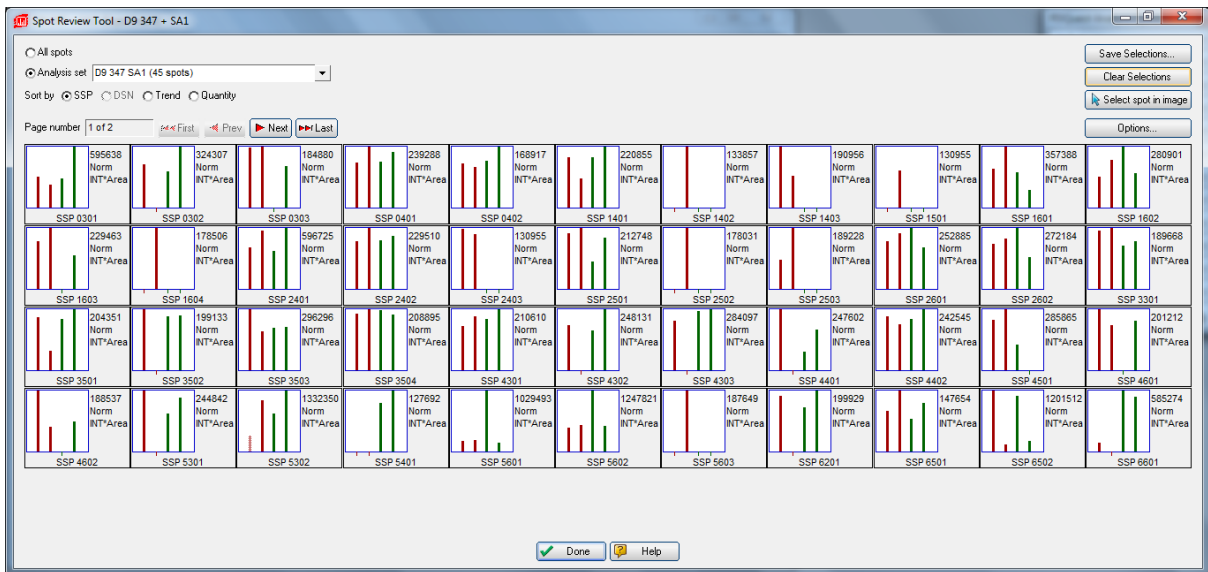 Spot Review Tool - D9 347 + SA1
All spots
Save Selections...
Analysis set D9 347 SA1 (45 spots)
Clear Selections
Sort by SSP DSN Trend Quantity
Select spot in image
Page number 1 of 2 First Prev Next Last
Options...
595638 324307 184880 239288 168917 220855 133857 190956 130955 357388 280901
Norm Norm Norm Norm Norm Norm Norm Norm Norm Norm Norm
INT*Area INT*Area INT*Area INT*Area INT*Area INT*Area INT*Area INT*Area INT*Area INT*Area INT*Area
SSP 0301 SSP 0302 SSP 0303 SSP 0401 SSP 0402 SSP 1401 SSP 1402 SSP 1403 SSP 1501 SSP 1601 SSP 1602
229463 178506 596725 229510 130955 212748 178031 189228 252885 272184 189668
Norm Norm Norm Norm Norm Norm Norm Norm Norm Norm Norm
INT*Area INT*Area INT*Area INT*Area INT*Area INT*Area INT*Area INT*Area INT*Area INT*Area INT*Area
SSP 1603 SSP 1604 SSP 2401 SSP 2402 SSP 2403 SSP 2501 SSP 2502 SSP 2503 SSP 2601 SSP 2602 SSP 3301
204351 199133 296296 208895 210610 248131 284097 247602 242545 285865 201212
Norm Norm Norm Norm Norm Norm Norm Norm Norm Norm Norm
INT*Area INT*Area INT*Area INT*Area INT*Area INT*Area INT*Area INT*Area INT*Area INT*Area INT*Area
SSP 3501 SSP 3502 SSP 3503 SSP 3504 SSP 4301 SSP 4302 SSP 4303 SSP 4401 SSP 4402 SSP 4501 SSP 4601
188537 244842 1332350 127692 1029493 1247821 187649 199929 147654 1201512 585274
Norm Norm Norm Norm Norm Norm Norm Norm Norm Norm Norm
INT*Area INT*Area INT*Area INT*Area INT*Area INT*Area INT*Area INT*Area INT*Area INT*Area INT*Area
SSP 4602 SSP 5301 SSP 5302 SSP 5401 SSP 5601 SSP 5602 SSP 5603 SSP 6201 SSP 6501 SSP 6502 SSP 6601
Done Help